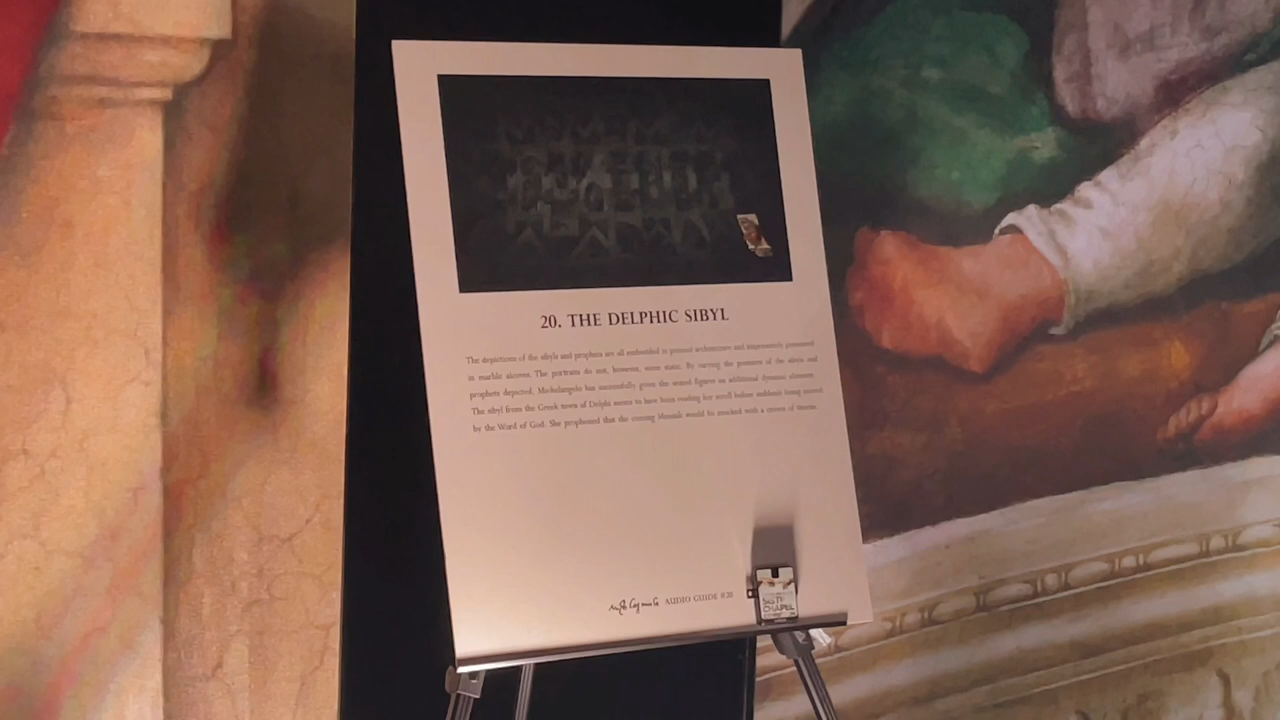 20. THE DELPHIC SIBYL
The depictions of the sibyls and prophets are all embedded in painted architecture and impressively presented
in marble alcoves. The portraits do not, however, seem static. By varying the postures of the sibyls and
prophets depicted, Michelangelo has successfully given the seated figures an additional dynamic element.
The sibyl from the Greek town of Delphi seems to have been reading her scroll before suddenly being moved
by the Word of God. She prophesied that the coming Messiah would be mocked with a crown of thorns.
AUDIO GUIDE #20
CHAPEL